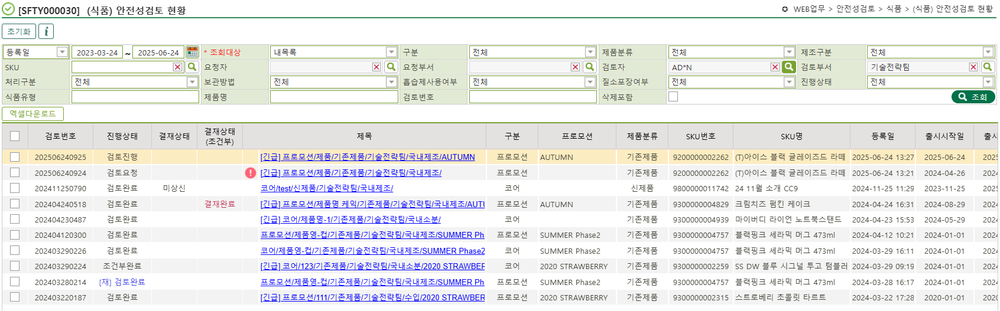 [SFTY000030] (식품) 안전성검토 현황
WEB업무 > 안전성검토 > 식품 > (식품) 안전성검토 현황
초기화 i
등록일 2023-03-24 ~ 2025-06-24 * 조회대상 내목록 구분 전체 제품분류 전체 제조구분 전체
SKU 요청자 요청부서 검토자 AD*N 검토부서 기술전략팀
처리구분 전체 보관방법 전체 흡습제사용여부 전체 질소포장여부 전체 진행상태 전체
식품유형 제품명 검토번호 삭제포함 조회
엑셀다운로드
검토번호 진행상태 결재상태 결재상태 (조건부) 제목 구분 프로모션 제품분류 SKU번호 SKU명 등록일 출시시작일 출시
202506240925 검토진행 [긴급] 프로모션/제품/기존제품/기술전략팀/국내제조/AUTUMN 프로모션 AUTUMN 기존제품 9200000002262 (T)아이스 블랙 글레이즈드 라떼 2025-06-24 13:27 2025-06-24 2025
202506240924 검토요청 ! [긴급] 프로모션/제품/기존제품/기술전략팀/국내제조/ 프로모션 기존제품 9200000002262 (T)아이스 블랙 글레이즈드 라떼 2025-06-24 13:21 2024-04-26 2024
202411250790 검토완료 미상신 코어/test/신제품/기술전략팀/국내제조/ 코어 신제품 9800000011742 24 11월 소개 CC9 2024-11-25 11:29 2023-11-25 2025
202404240518 검토완료 결재완료 [긴급] 프로모션/제품명 케익/기존제품/기술전략팀/국내제조/AUTU 프로모션 AUTUMN 기존제품 9300000004829 크림치즈 펌킨 케이크 2024-04-24 16:31 2024-08-29 2024
202404230487 검토완료 [긴급] 코어/제품명-1/기존제품/기술전략팀/국내소분/ 코어 기존제품 9300000004939 마이버디 라이언 노트북스탠드 2024-04-23 15:53 2024-05-29 2024
202404120300 검토완료 프로모션/제품영-컵/기존제품/기술전략팀/국내제조/SUMMER Ph 프로모션 SUMMER Phase2 기존제품 9300000004757 블랙핑크 세라믹 머그 473ml 2024-04-12 10:21 2024-01-01 2024
202403290226 검토완료 코어/제품영-컵/기존제품/기술전략팀/국내제조/SUMMER Phase2 코어 SUMMER Phase2 기존제품 9300000004757 블랙핑크 세라믹 머그 473ml 2024-03-29 16:11 2024-01-01 2024
202403290224 조건부완료 [긴급] 코어/123/기존제품/기술전략팀/국내소분/2020 STRAWBER 코어 2020 STRAWBERRY 기존제품 9300000002259 SS DW 블루 시그널 투고 텀블러 2024-03-29 09:19 2024-01-01 2024
202403280214 [재] 검토완료 프로모션/제품영-컵/기존제품/기술전략팀/국내제조/SUMMER Ph 프로모션 SUMMER Phase2 기존제품 9300000004757 블랙핑크 세라믹 머그 473ml 2024-03-28 16:17 2024-01-01 2024
202403220187 검토완료 [긴급] 프로모션/111/기존제품/기술전략팀/수입/2020 STRAWBER 프로모션 2020 STRAWBERRY 기존제품 9300000002315 스트로베리 초콜릿 타르트 2024-03-22 17:28 2020-01-01 2024